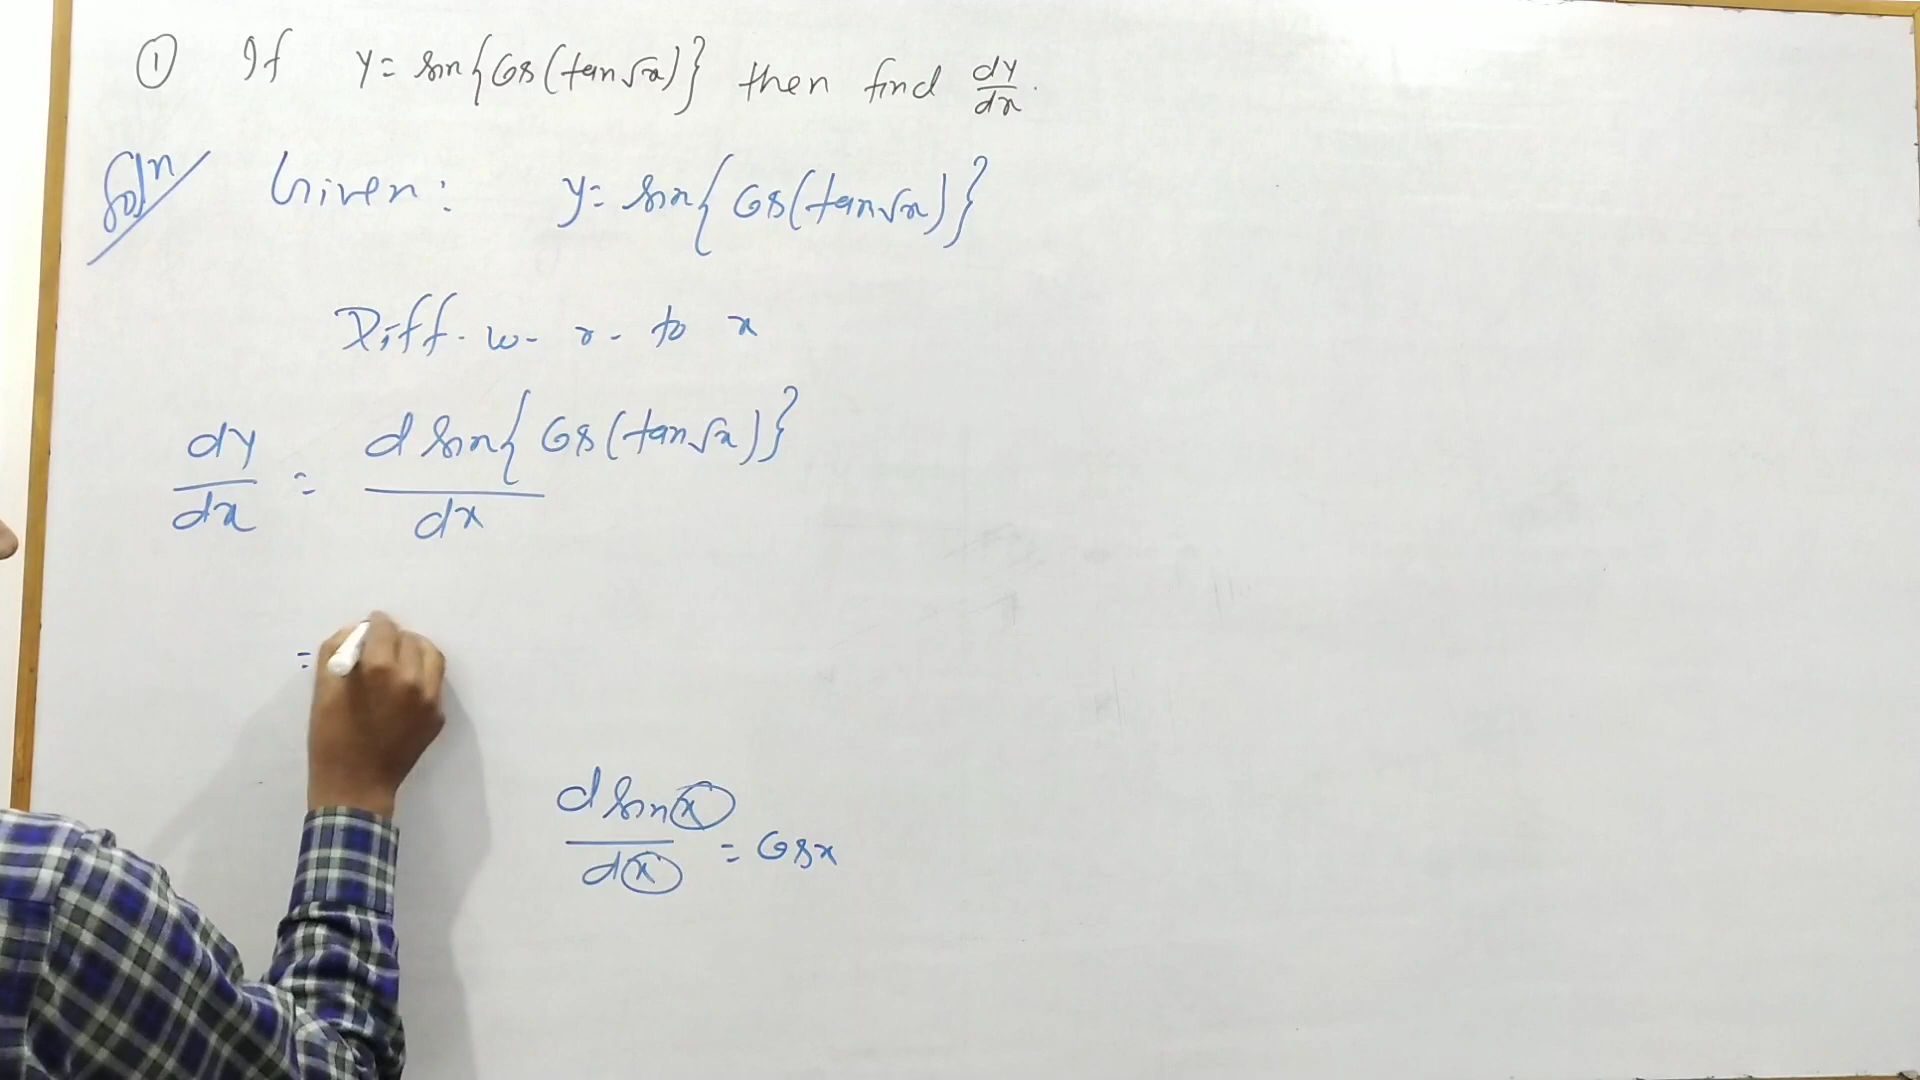 ① If y = sin{cos(tan√x)} then find dy/dx.
Soln Given: y = sin{cos(tan√x)}
Diff. w. r. to x
dy/dx = d sin{cos(tan√x)}/dx
=
d sin x/dx = cos x